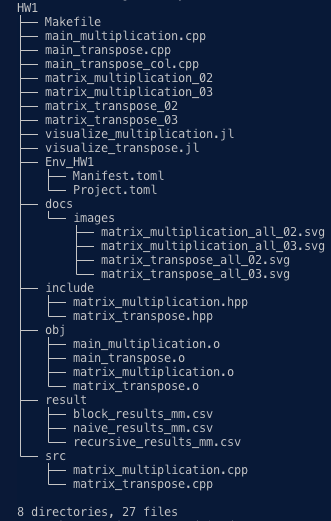 HW1
├── Makefile
├── main_multiplication.cpp
├── main_transpose.cpp
├── main_transpose_col.cpp
├── matrix_multiplication_02
├── matrix_multiplication_03
├── matrix_transpose_02
├── matrix_transpose_03
├── visualize_multiplication.jl
├── visualize_transpose.jl
├── Env_HW1
│   ├── Manifest.toml
│   └── Project.toml
├── docs
│   └── images
│       ├── matrix_multiplication_all_02.svg
│       ├── matrix_multiplication_all_03.svg
│       ├── matrix_transpose_all_02.svg
│       └── matrix_transpose_all_03.svg
├── include
│   ├── matrix_multiplication.hpp
│   └── matrix_transpose.hpp
├── obj
│   ├── main_multiplication.o
│   ├── main_transpose.o
│   ├── matrix_multiplication.o
│   └── matrix_transpose.o
├── result
│   ├── block_results_mm.csv
│   ├── naive_results_mm.csv
│   └── recursive_results_mm.csv
└── src
    ├── matrix_multiplication.cpp
    └── matrix_transpose.cpp
8 directories, 27 files